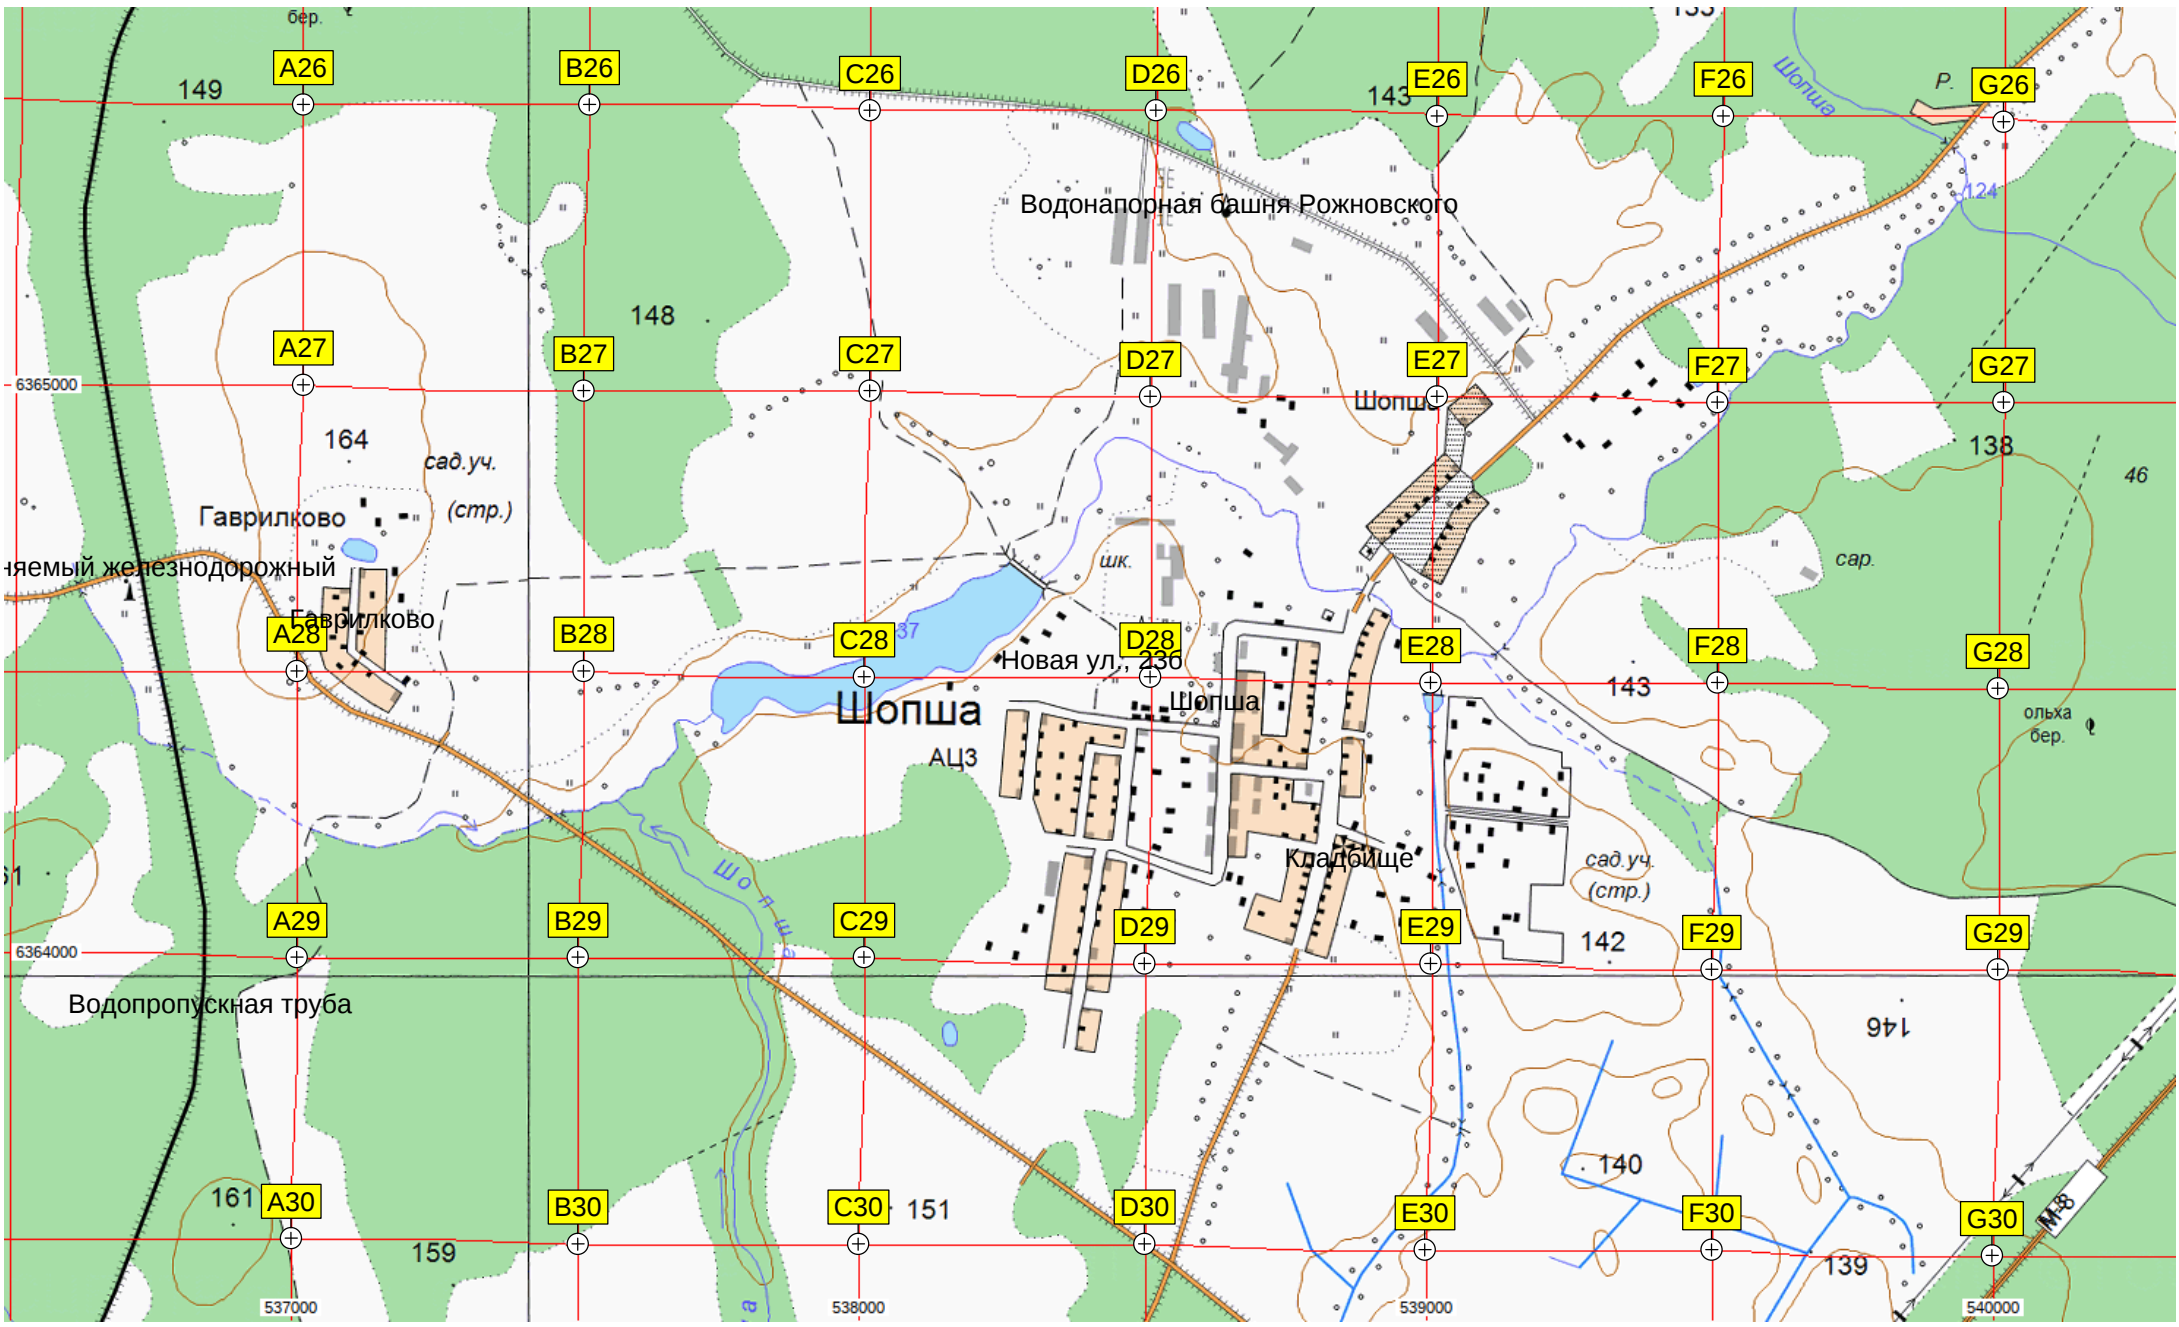 бер.
A26
B26
C26
D26
E26
F26
G26
149
143
Шопша
Р.
Водонапорная башня Рожновского
124
148
A27
B27
C27
D27
E27
F27
G27
6365000
Шопша
164
сад.уч.
(стр.)
138
46
Гаврилково
няемый железнодорожный
шк.
сар.
Гаврилково
A28
B28
C28
D28
E28
F28
G28
37
Новая ул., 23б
143
Шопша
Шопша
АЦЗ
ольха
бер.
Кладбище
сад.уч.
(стр.)
61
Шопша
A29
B29
C29
D29
E29
F29
G29
142
6364000
Водопропускная труба
146
161
140
A30
B30
C30
D30
E30
F30
G30
151
159
139
М-8
537000
538000
539000
540000
а